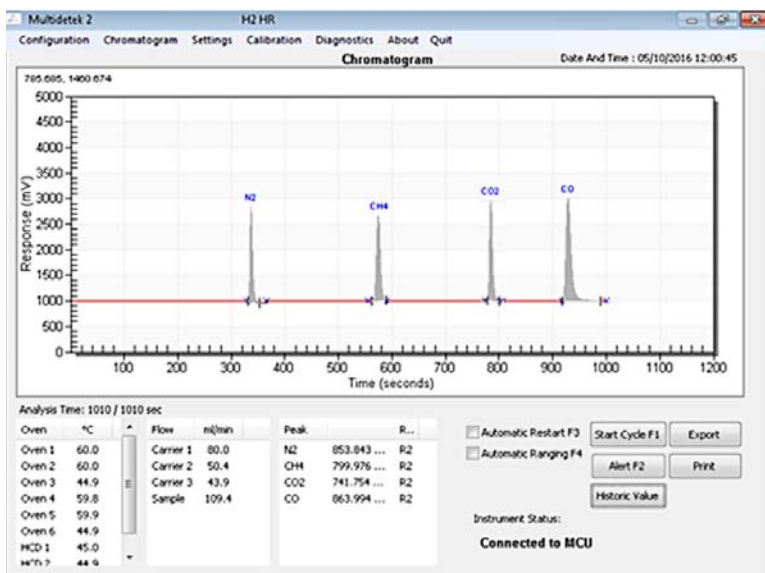 Multidetek 2 H2 HR
Configuration Chromatogram Settings Calibration Diagnostics About Quit
Chromatogram Date And Time : 05/10/2016 12:00:45
785.685, 1460.674
5000
4500
4000
3500
3000
2500
2000
1500
1000
500
0
Response (mV)
N2
CH4
CO2
CO
100 200 300 400 500 600 700 800 900 1000 1100 1200
Time (seconds)
Analysis Time: 1010 / 1010 sec
Oven °C
Oven 1 60.0
Oven 2 60.0
Oven 3 44.9
Oven 4 59.8
Oven 5 59.9
Oven 6 44.9
HCD 1 45.0
HCD 2 44.9
Flow ml/min
Carrier 1 80.0
Carrier 2 50.4
Carrier 3 43.9
Sample 109.4
Peak R...
N2 853.843 ... R2
CH4 799.976 ... R2
CO2 741.754 ... R2
CO 863.994 ... R2
Automatic Restart F3
Automatic Ranging F4
Start Cycle F1 Export
Alert F2 Print
Historic Value
Instrument Status:
Connected to MCU